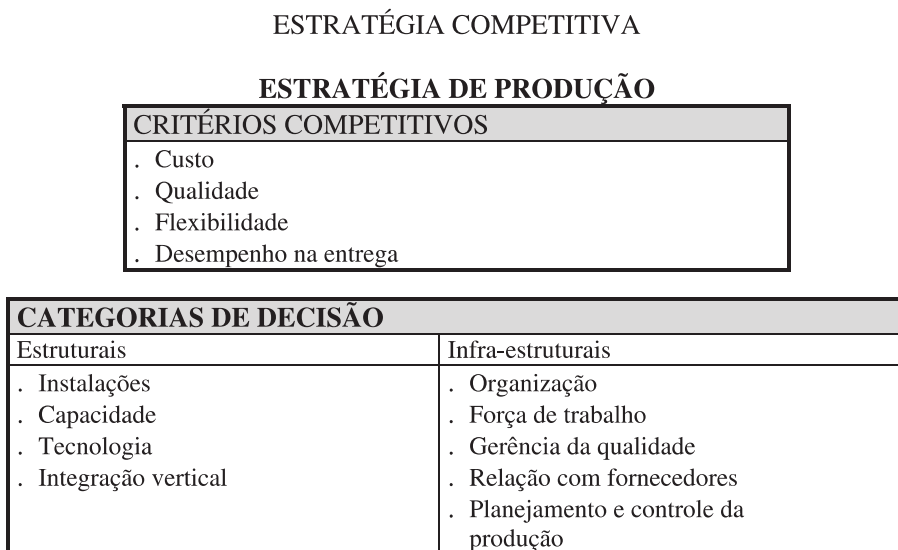 ESTRATÉGIA COMPETITIVA
ESTRATÉGIA DE PRODUÇÃO
CRITÉRIOS COMPETITIVOS
. Custo
. Qualidade
. Flexibilidade
. Desempenho na entrega
CATEGORIAS DE DECISÃO
Estruturais
. Instalações
. Capacidade
. Tecnologia
. Integração vertical
Infra-estruturais
. Organização
. Força de trabalho
. Gerência da qualidade
. Relação com fornecedores
. Planejamento e controle da
produção